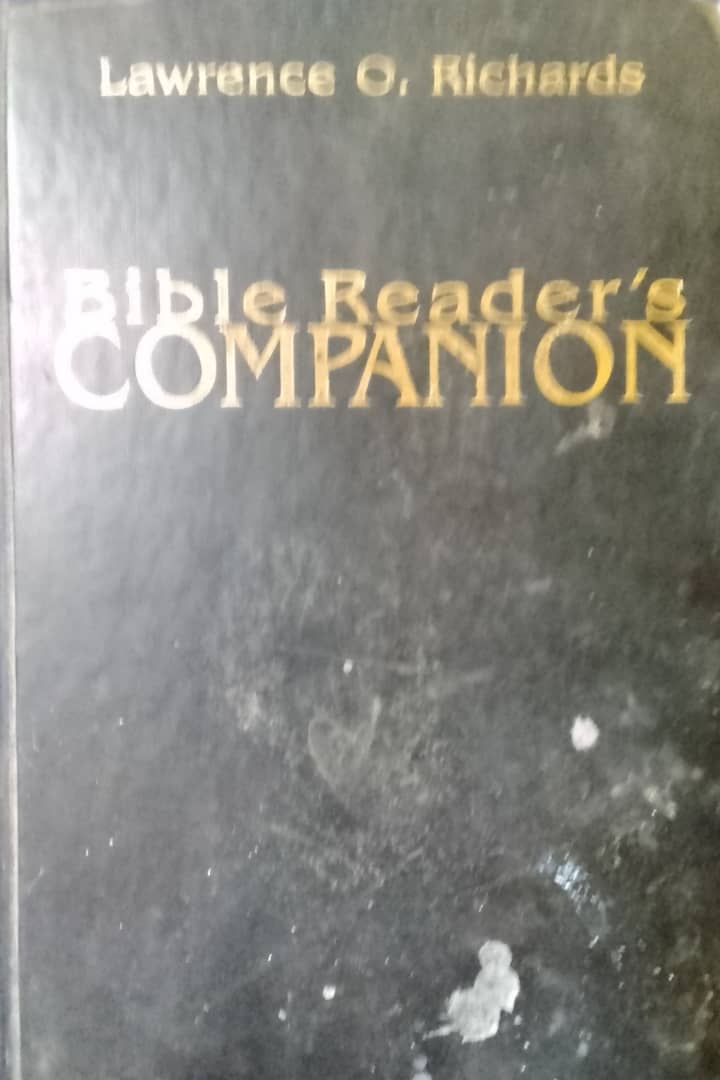 Lawrence O. Richards
Bible Reader's
COMPANION